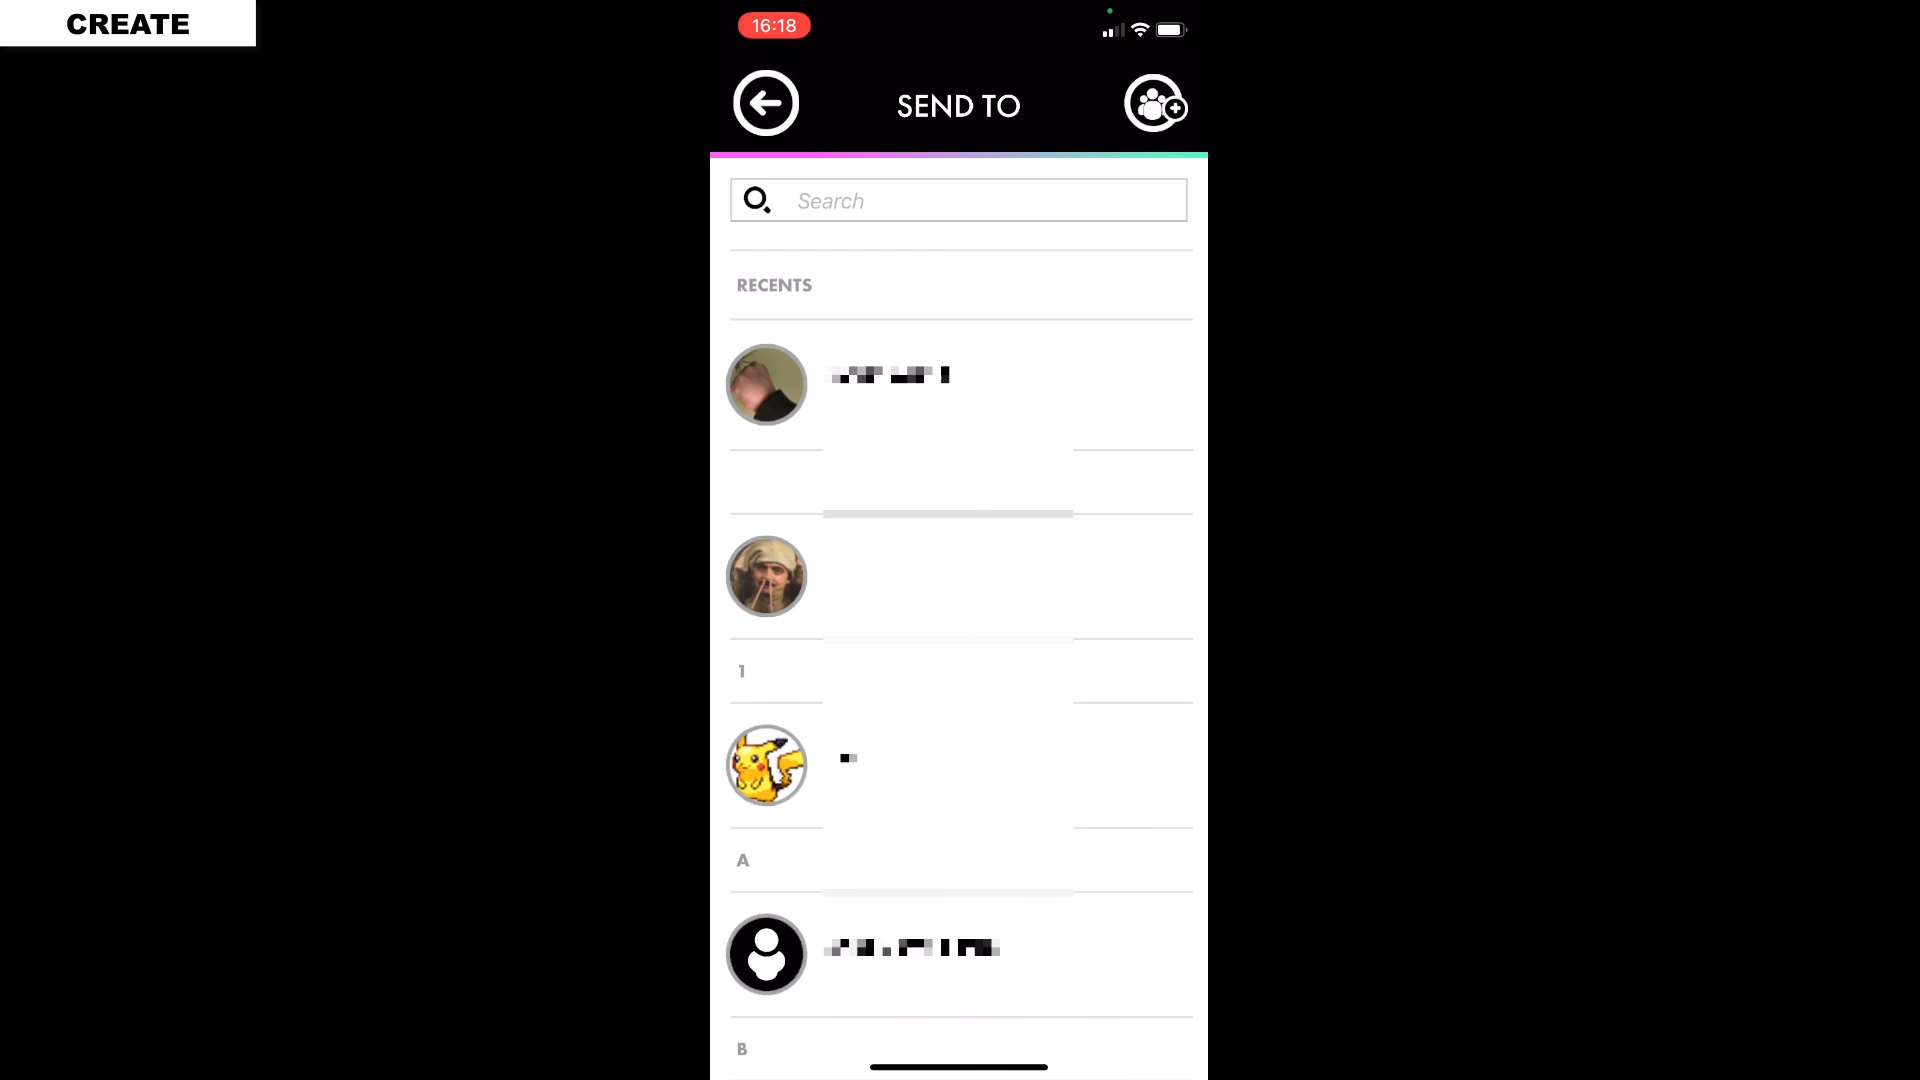 CREATE
16:18
SEND TO
Search
RECENTS
1
A
B